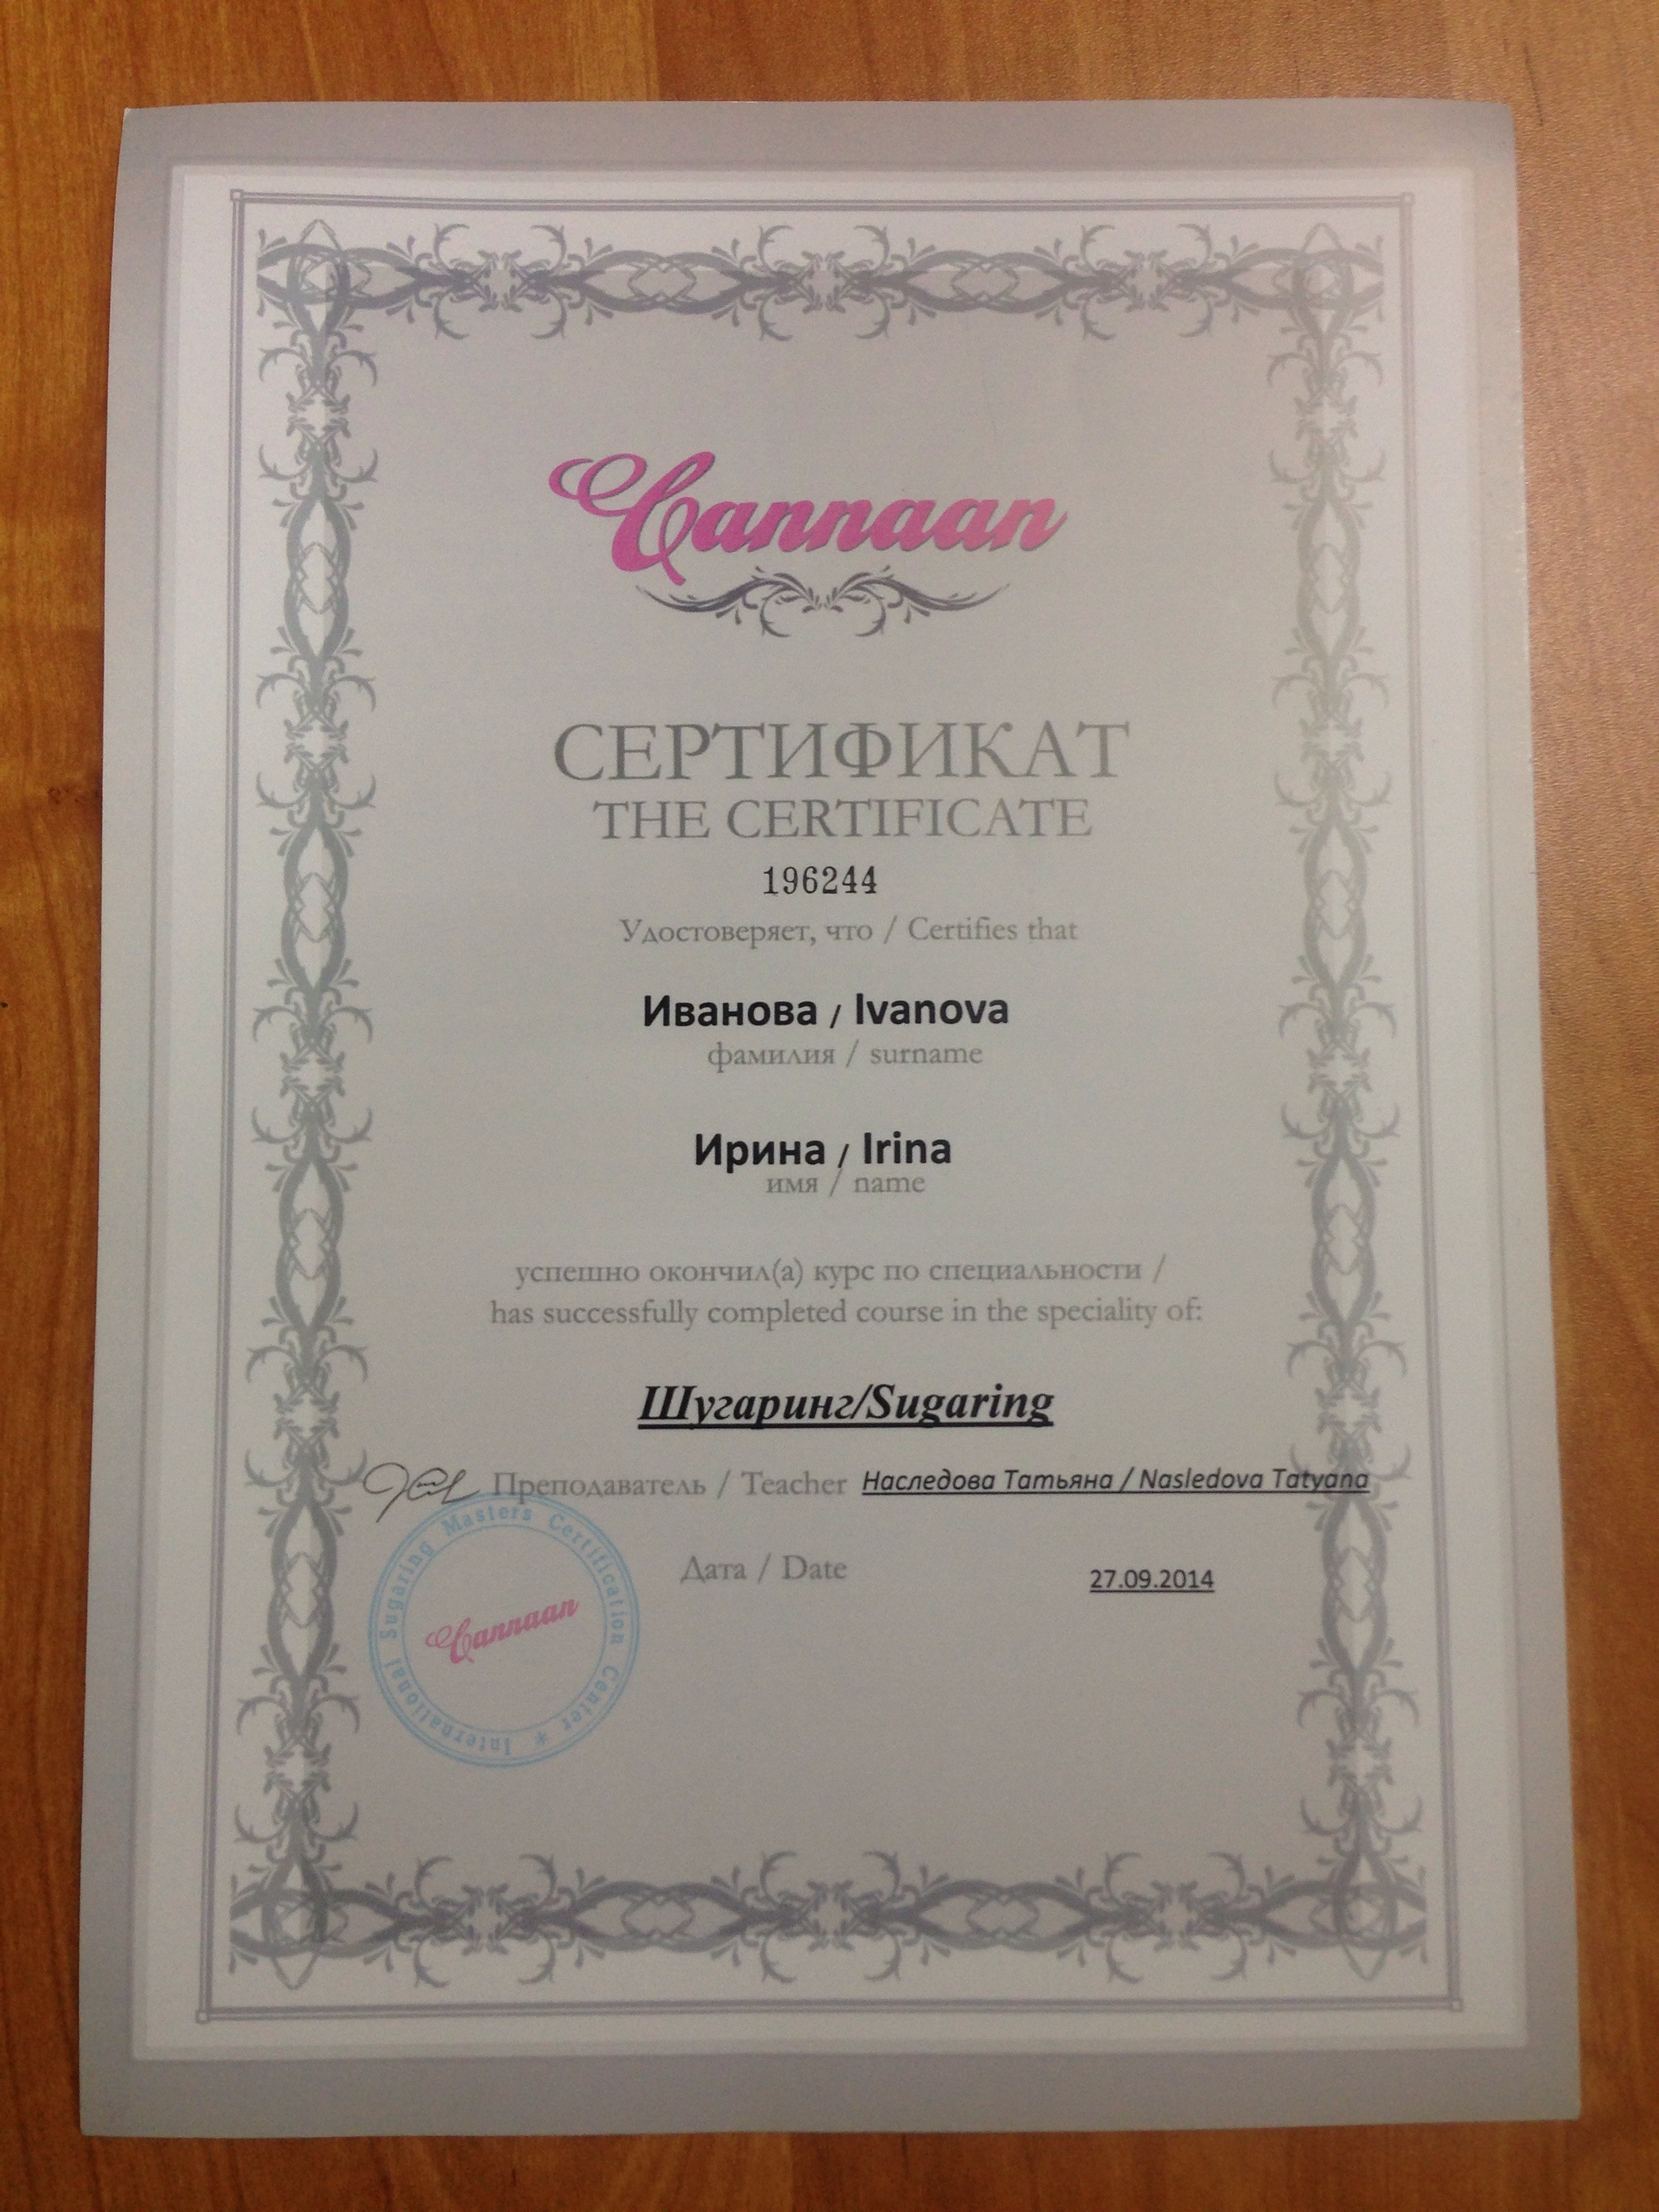 Cannaan
СЕРТИФИКАТ
THE CERTIFICATE
196244
Удостоверяет, что / Certifies that
Иванова / Ivanova
фамилия / surname
Ирина / Irina
имя / name
успешно окончил(а) курс по специальности /
has successfully completed course in the speciality of:
Шугаринг/Sugaring
Преподаватель / Teacher Наследова Татьяна / Nasledova Tatyana
Дата / Date 27.09.2014
International Sugaring Masters Certification Center *
Cannaan